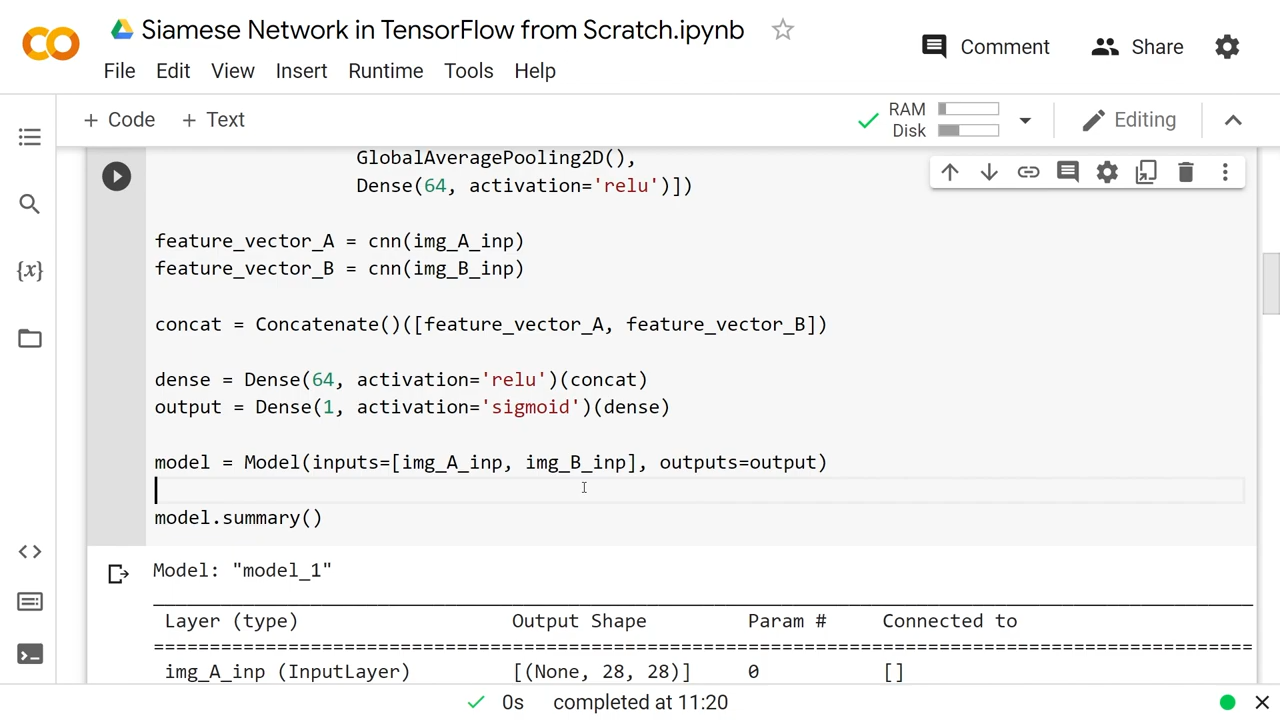 Siamese Network in TensorFlow from Scratch.ipynb
Comment
Share
File Edit View Insert Runtime Tools Help
+ Code + Text
RAM
Disk
Editing
GlobalAveragePooling2D(),
Dense(64, activation='relu')])
feature_vector_A = cnn(img_A_inp)
feature_vector_B = cnn(img_B_inp)
concat = Concatenate()([feature_vector_A, feature_vector_B])
dense = Dense(64, activation='relu')(concat)
output = Dense(1, activation='sigmoid')(dense)
model = Model(inputs=[img_A_inp, img_B_inp], outputs=output)
model.summary()
Model: "model_1"
Layer (type) Output Shape Param # Connected to
==================================================================================================
img_A_inp (InputLayer) [(None, 28, 28)] 0 []
0s completed at 11:20